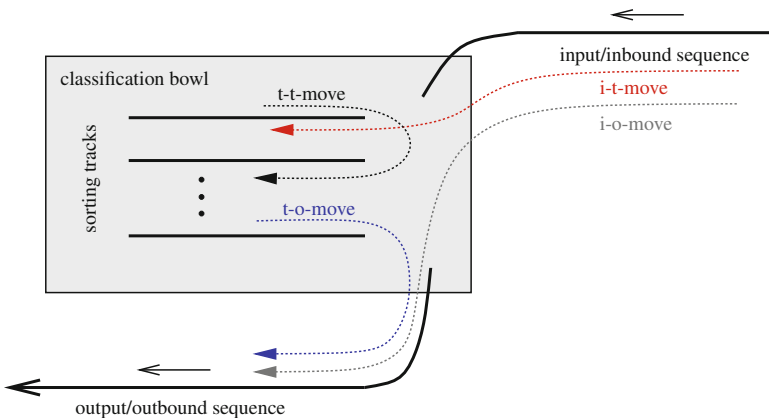 input/inbound sequence
classification bowl
i-t-move
t-t-move
i-o-move
sorting tracks
t-o-move
output/outbound sequence